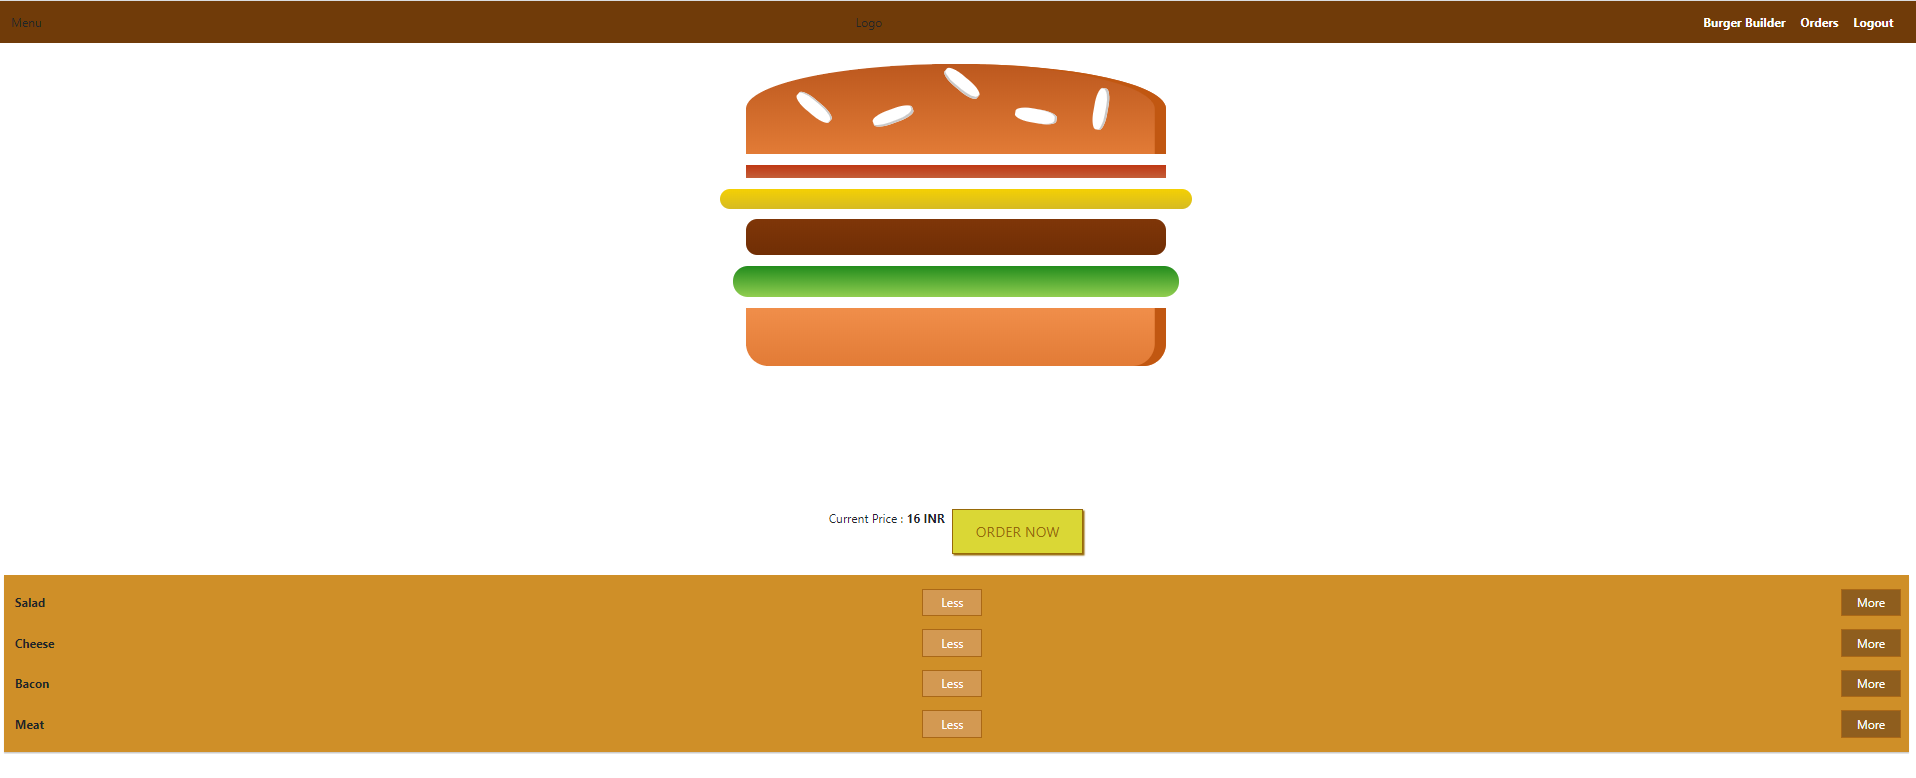 Menu Logo Burger Builder Orders Logout
Current Price : 16 INR ORDER NOW
Salad Less More
Cheese Less More
Bacon Less More
Meat Less More